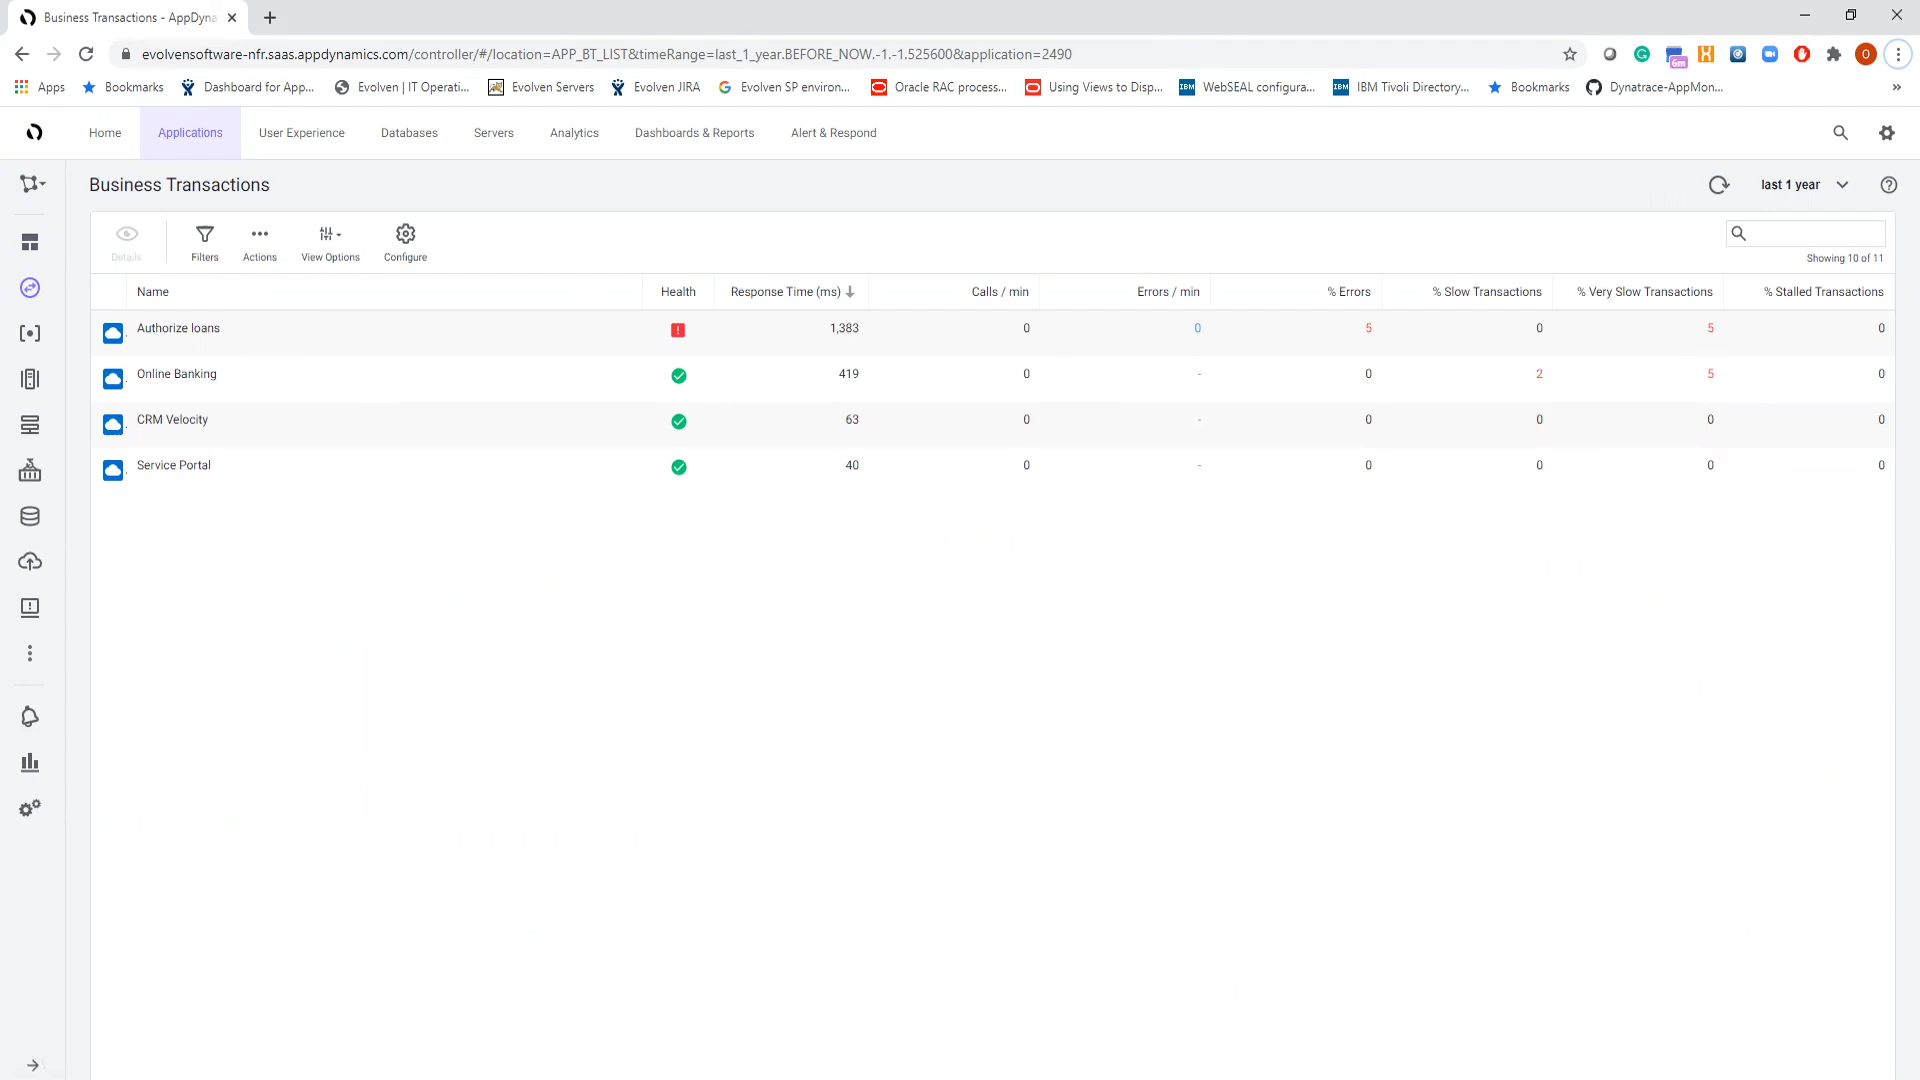 Business Transactions - AppDyna
evolvensoftware-nfr.saas.appdynamics.com/controller/#/location=APP_BT_LIST&timeRange=last_1_year.BEFORE_NOW.-1.-1.525600&application=2490
6m
O
Apps Bookmarks Dashboard for App... Evolven | IT Operati... Evolven Servers Evolven JIRA Evolven SP environ... Oracle RAC process... Using Views to Disp... IBM WebSEAL configura... IBM IBM Tivoli Directory... Bookmarks Dynatrace-AppMon... »
Home Applications User Experience Databases Servers Analytics Dashboards & Reports Alert & Respond
Business Transactions last 1 year
Details Filters Actions View Options Configure
Showing 10 of 11
Name Health Response Time (ms) Calls / min Errors / min % Errors % Slow Transactions % Very Slow Transactions % Stalled Transactions
Authorize loans 1,383 0 0 5 0 5 0
Online Banking 419 0 - 0 2 5 0
CRM Velocity 63 0 - 0 0 0 0
Service Portal 40 0 - 0 0 0 0